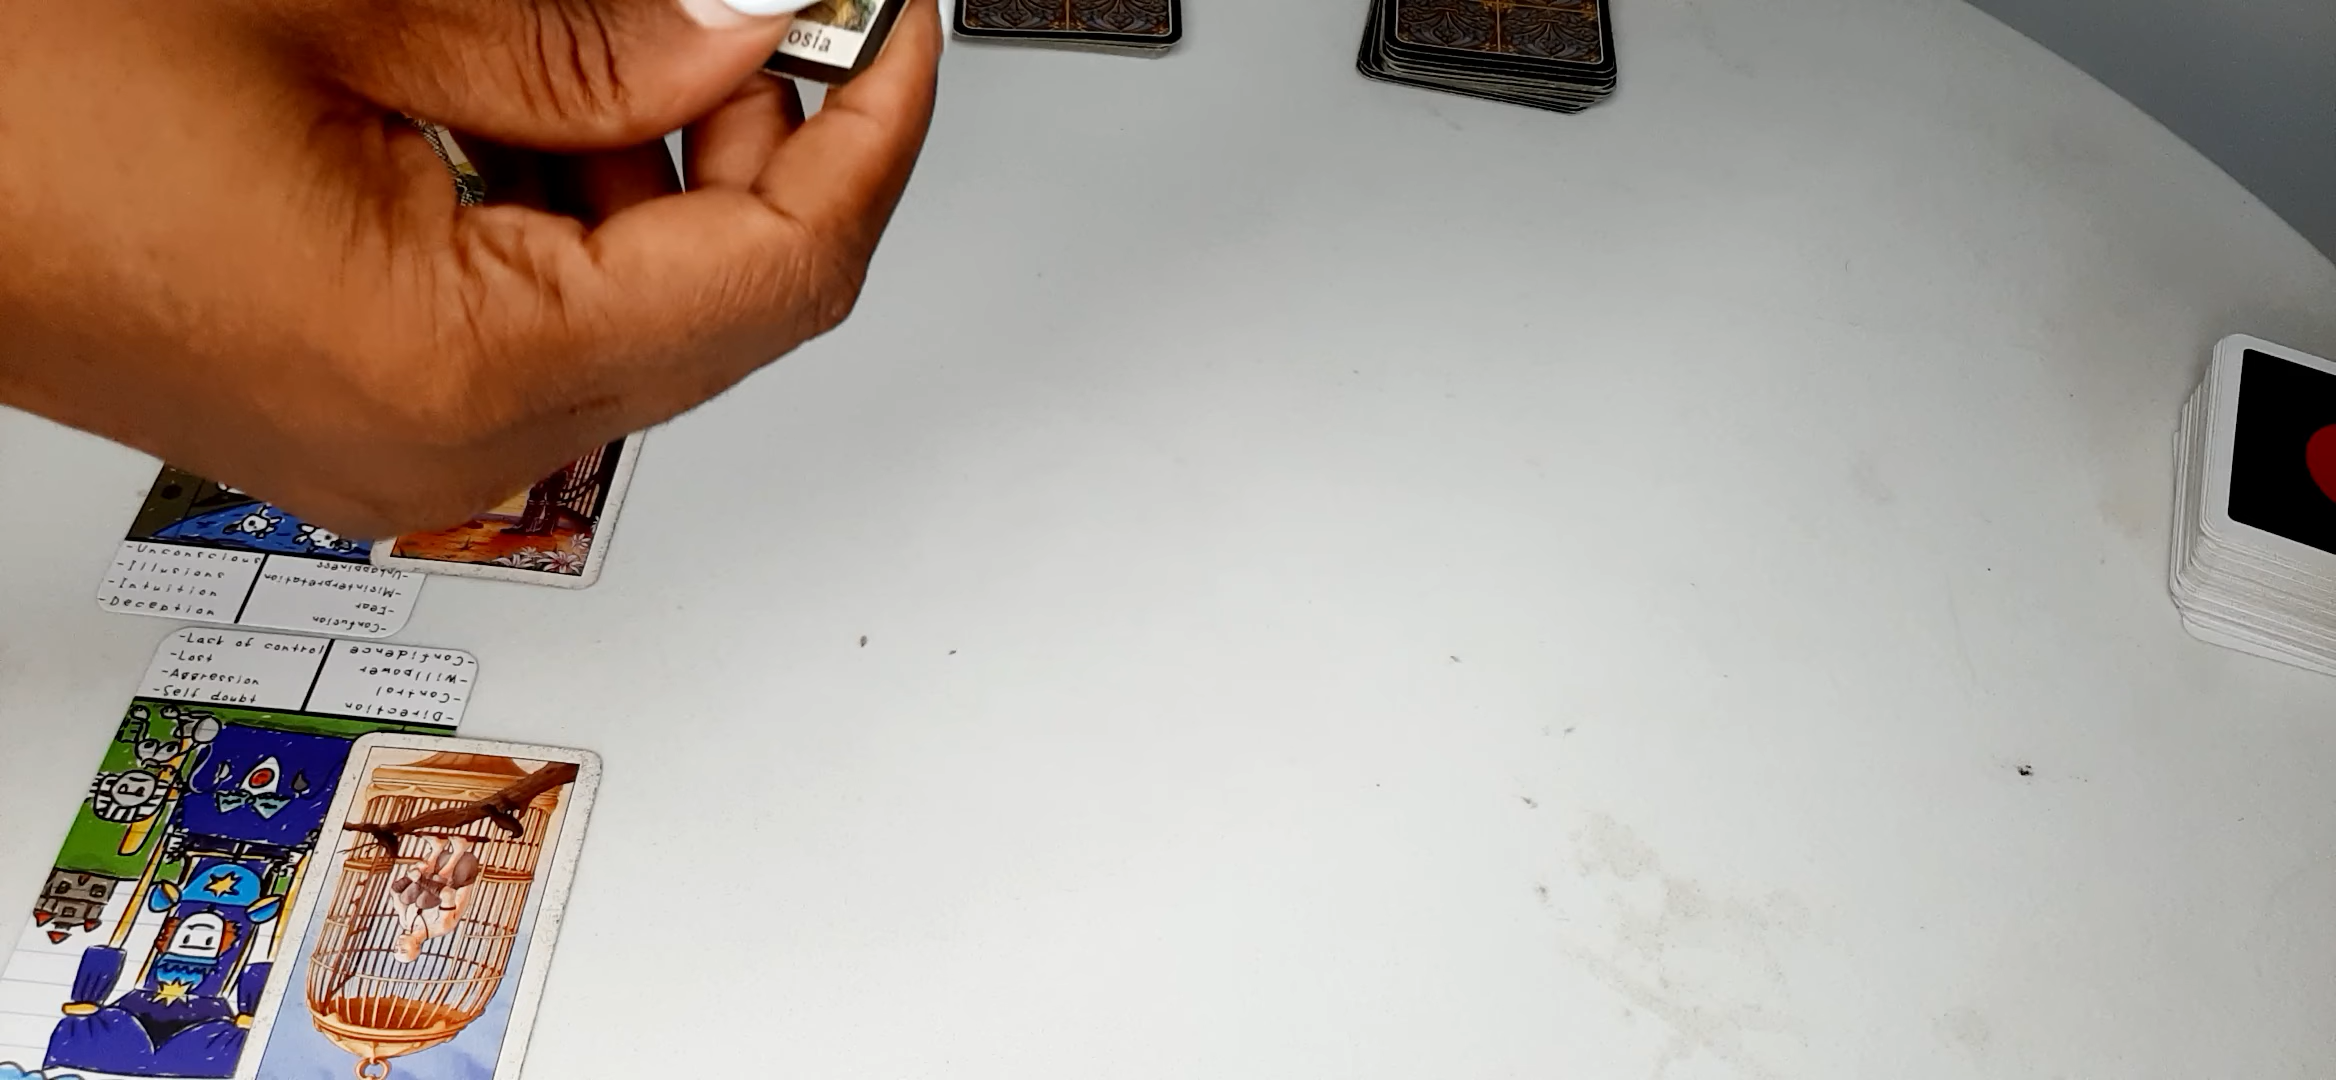 osia
-Unconscious
-Illusions
-Intuition
-Deception
-Confusion
-Fear
-Misinterpretation
-Unhappiness
-Lack of control
-Lost
-Aggression
-Self doubt
-Direction
-Control
-Willpower
-Confidence